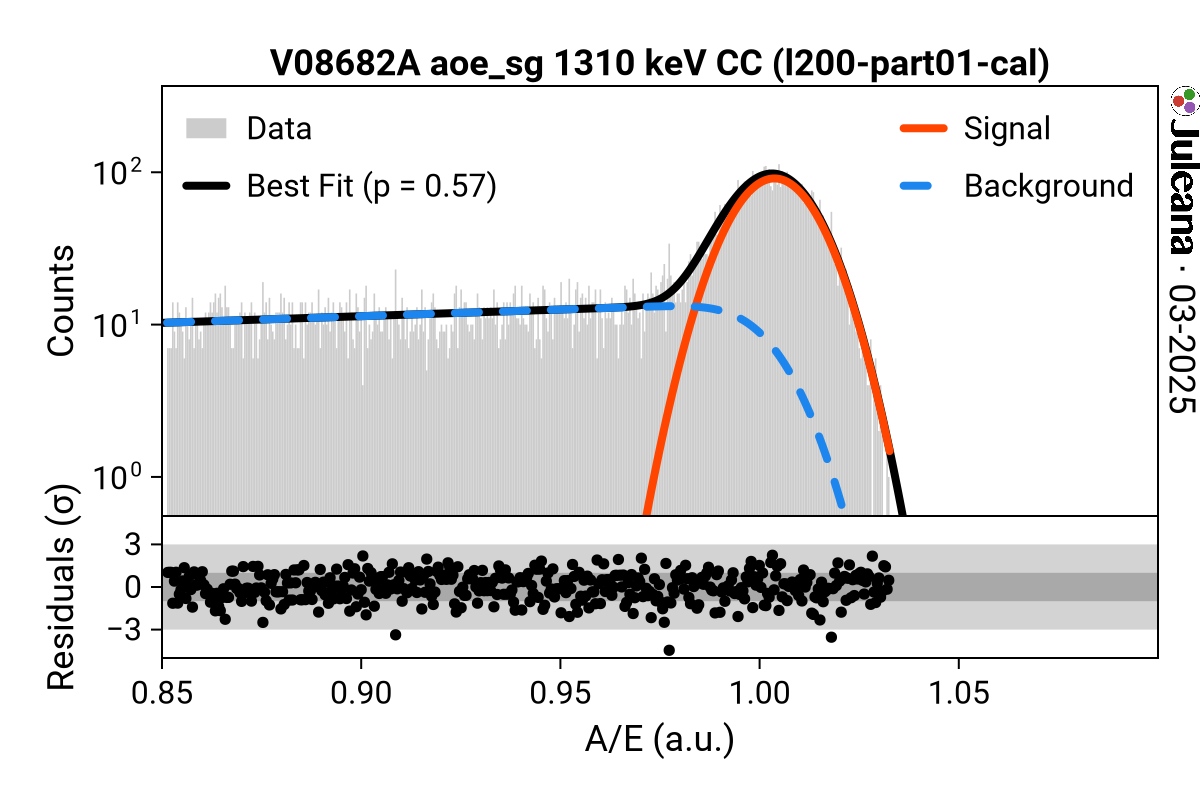 V08682A aoe_sg 1310 keV CC (l200-part01-cal)
Data
Best Fit (p = 0.57)
Signal
Background
Counts
10²
10¹
10⁰
Residuals (σ)
3
0
−3
0.85 0.90 0.95 1.00 1.05
A/E (a.u.)
Juleana · 03-2025